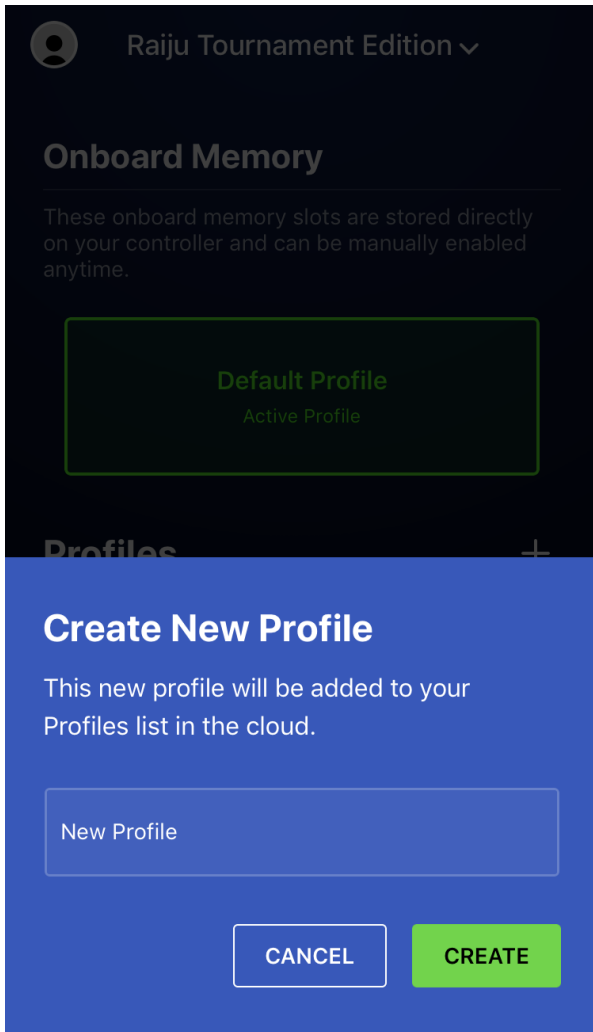 Raiju Tournament Edition
Onboard Memory
These onboard memory slots are stored directly
on your controller and can be manually enabled
anytime.
Default Profile
Active Profile
Profiles
Create New Profile
This new profile will be added to your
Profiles list in the cloud.
New Profile
CANCEL CREATE